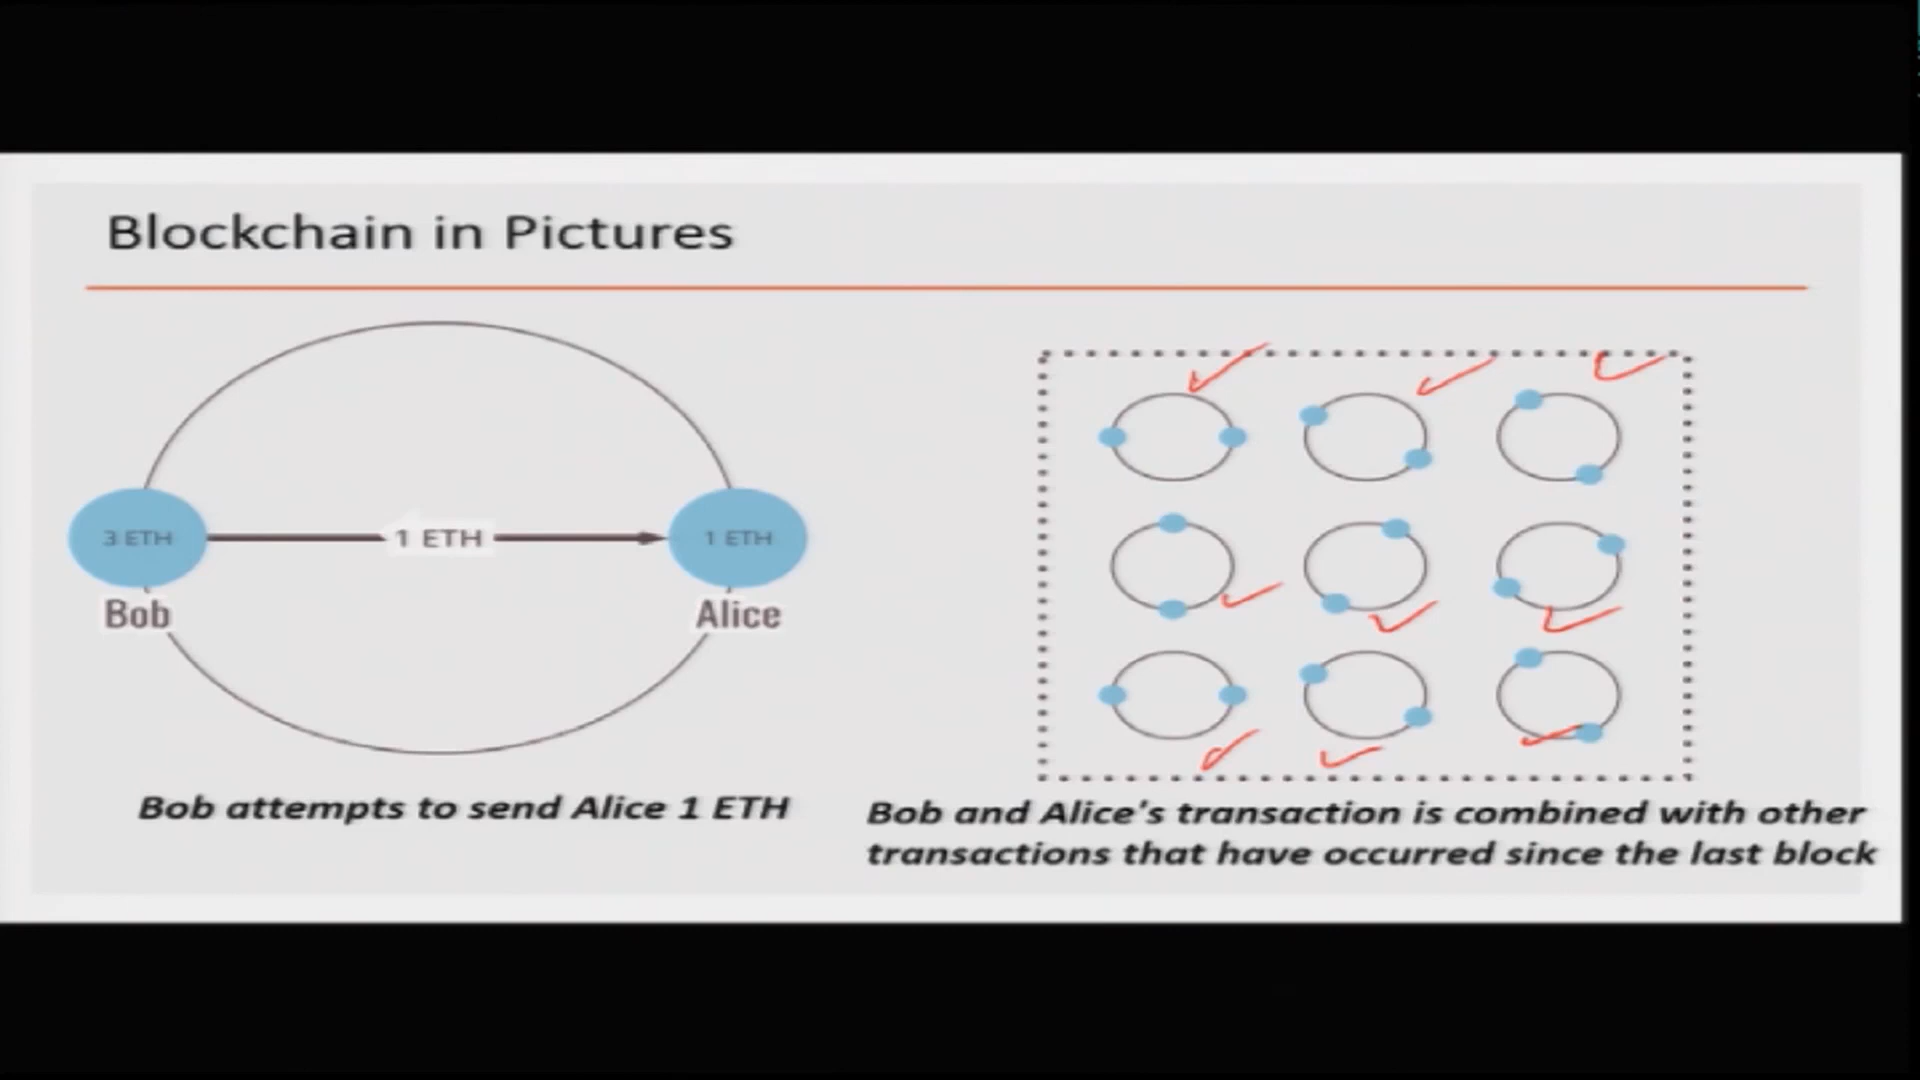 Blockchain in Pictures
3 ETH
1 ETH
1 ETH
Bob
Alice
Bob attempts to send Alice 1 ETH
Bob and Alice's transaction is combined with other
transactions that have occurred since the last block